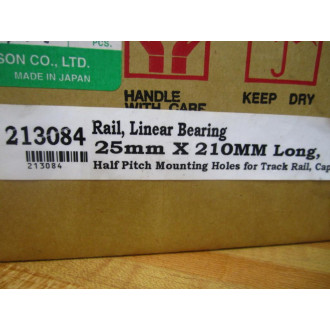 PCS.
SON CO., LTD.
MADE IN JAPAN
HANDLE
WITH CARE
KEEP DRY
213084
213084
Rail, Linear Bearing
25mm X 210MM Long,
Half Pitch Mounting Holes for Track Rail, Cap